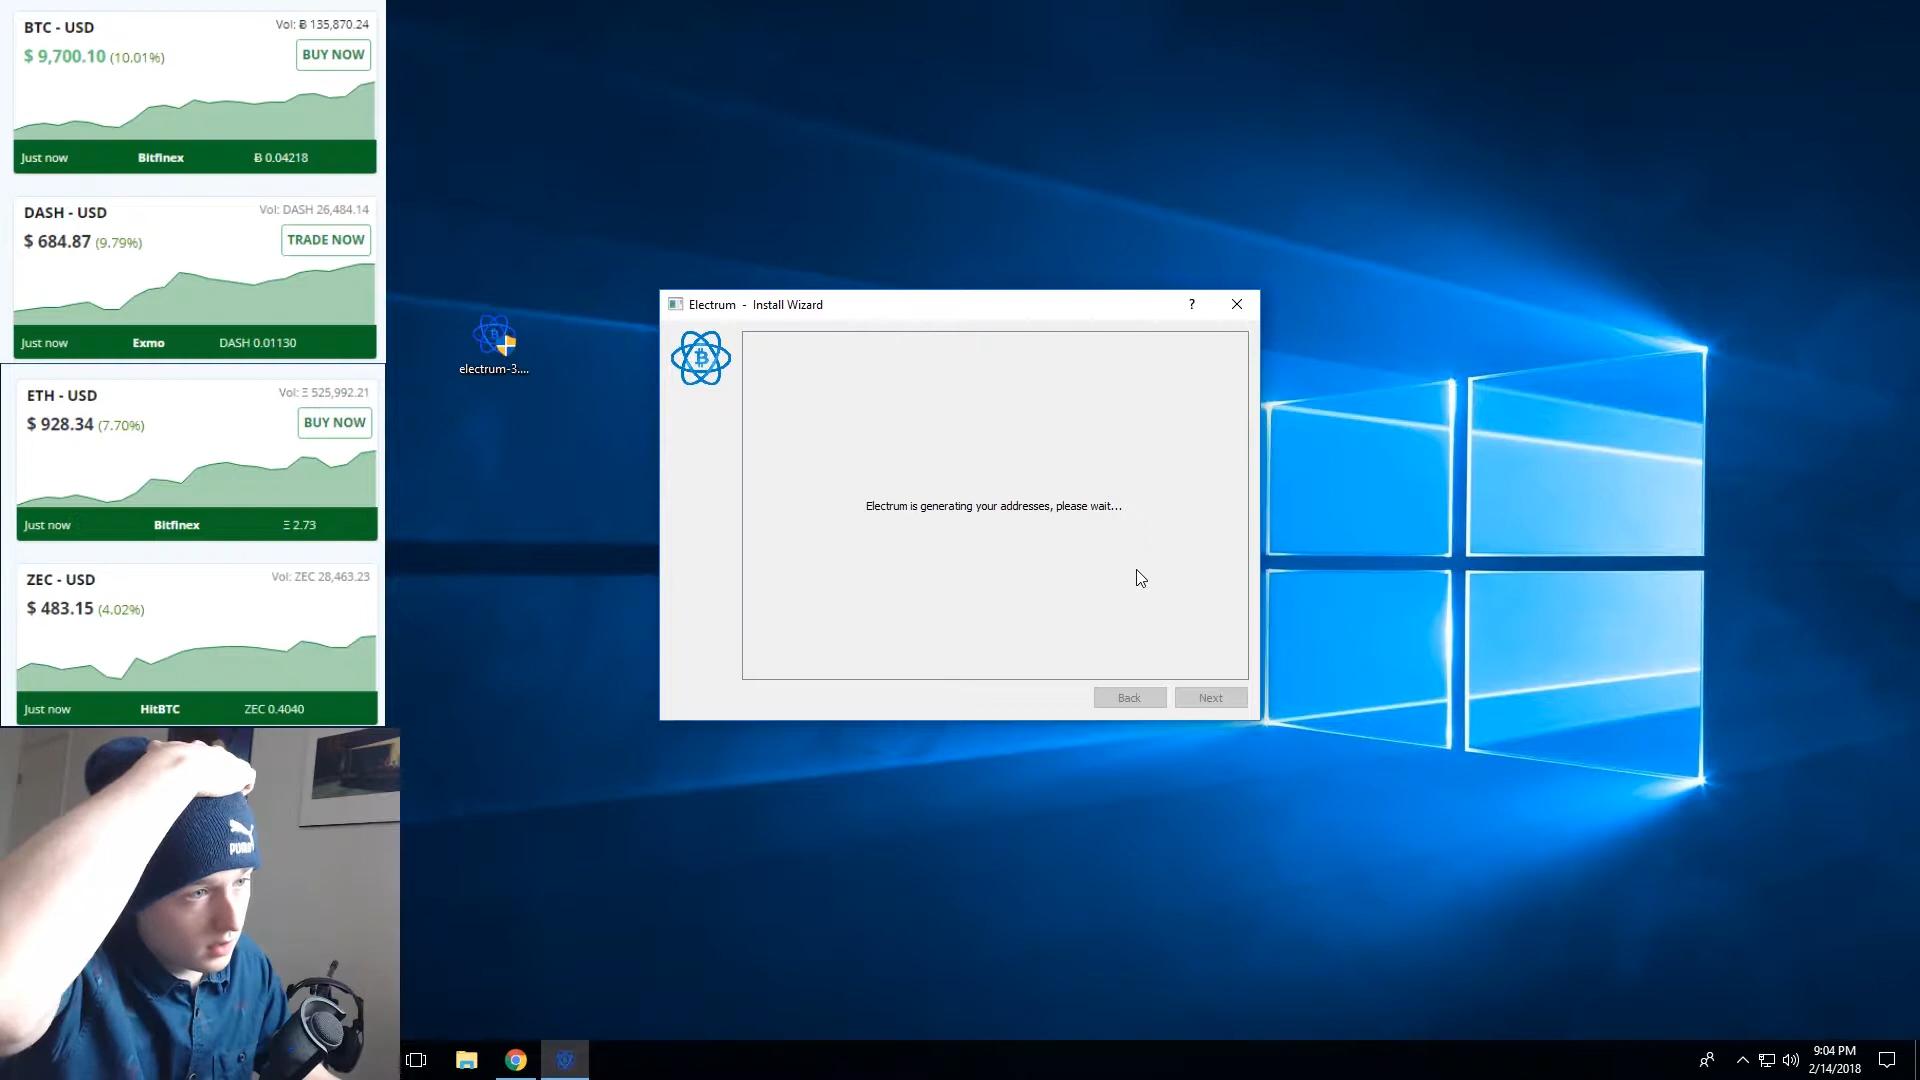 BTC - USD
Vol: Ƀ 135,870.24
$ 9,700.10 (10.01%)
BUY NOW
Just now
Bitfinex
Ƀ 0.04218
DASH - USD
Vol: DASH 26,484.14
$ 684.87 (9.79%)
TRADE NOW
Just now
Exmo
DASH 0.01130
ETH - USD
Vol: Ξ 525,992.21
$ 928.34 (7.70%)
BUY NOW
Just now
Bitfinex
Ξ 2.73
ZEC - USD
Vol: ZEC 28,463.23
$ 483.15 (4.02%)
Just now
HitBTC
ZEC 0.4040
PUMA
electrum-3....
Electrum - Install Wizard
?
Electrum is generating your addresses, please wait...
Back
Next
9:04 PM
2/14/2018